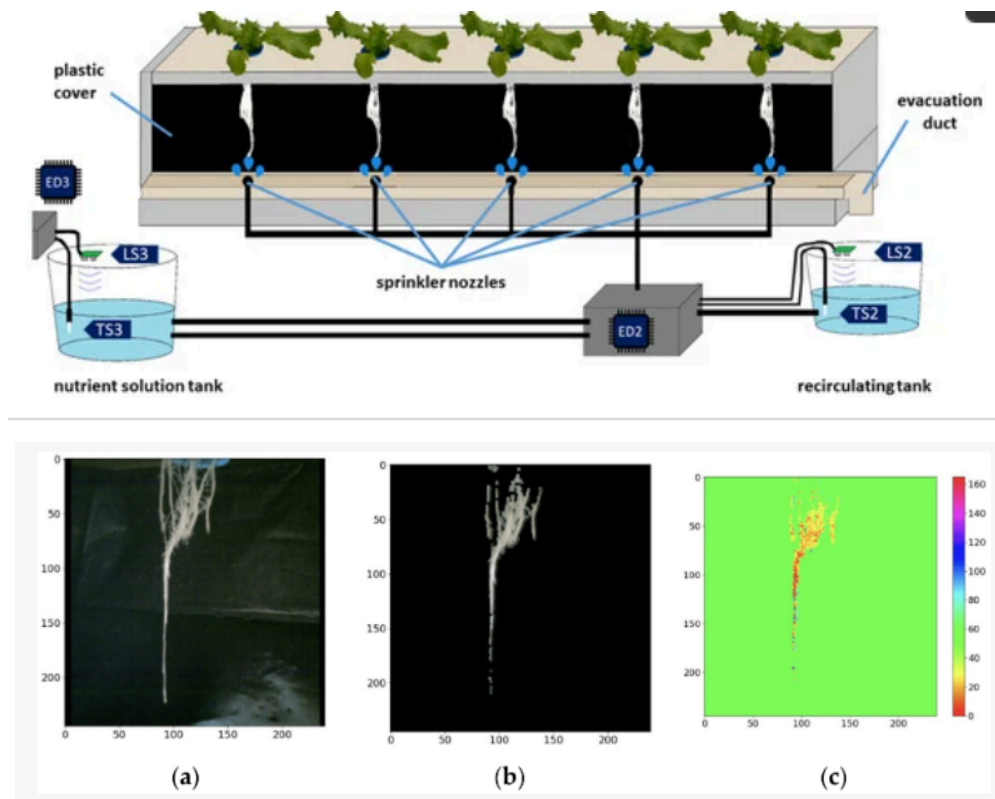 plastic
cover
evacuation
duct
ED3
LS3
LS2
sprinkler nozzles
TS3
ED2
TS2
nutrient solution tank
recirculating tank
0
50
100
150
200
0 50 100 150 200
(a)
0
50
100
150
200
0 50 100 150 200
(b)
0
50
100
150
200
0 50 100 150 200
160
140
120
100
80
60
40
20
0
(c)